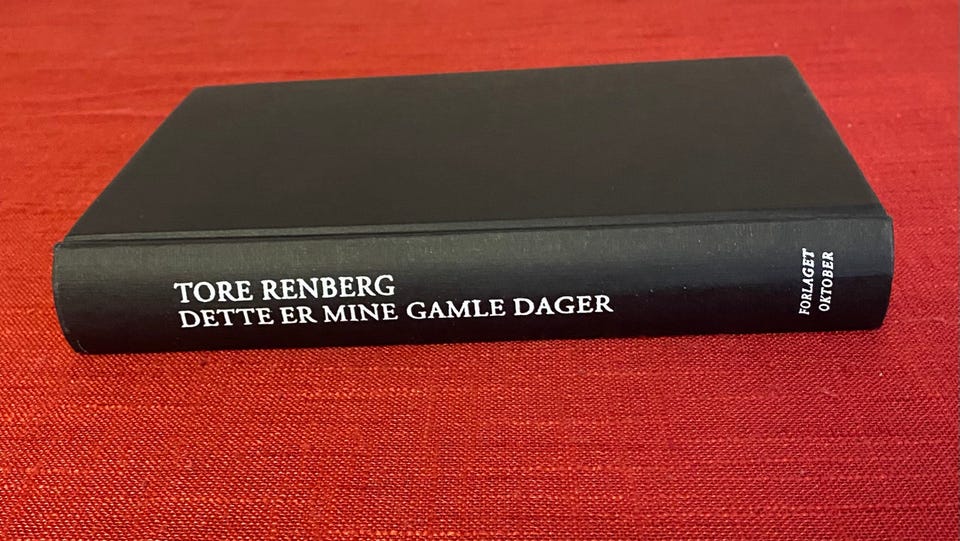 TORE RENBERG
DETTE ER MINE GAMLE DAGER
FORLAGET
OKTOBER